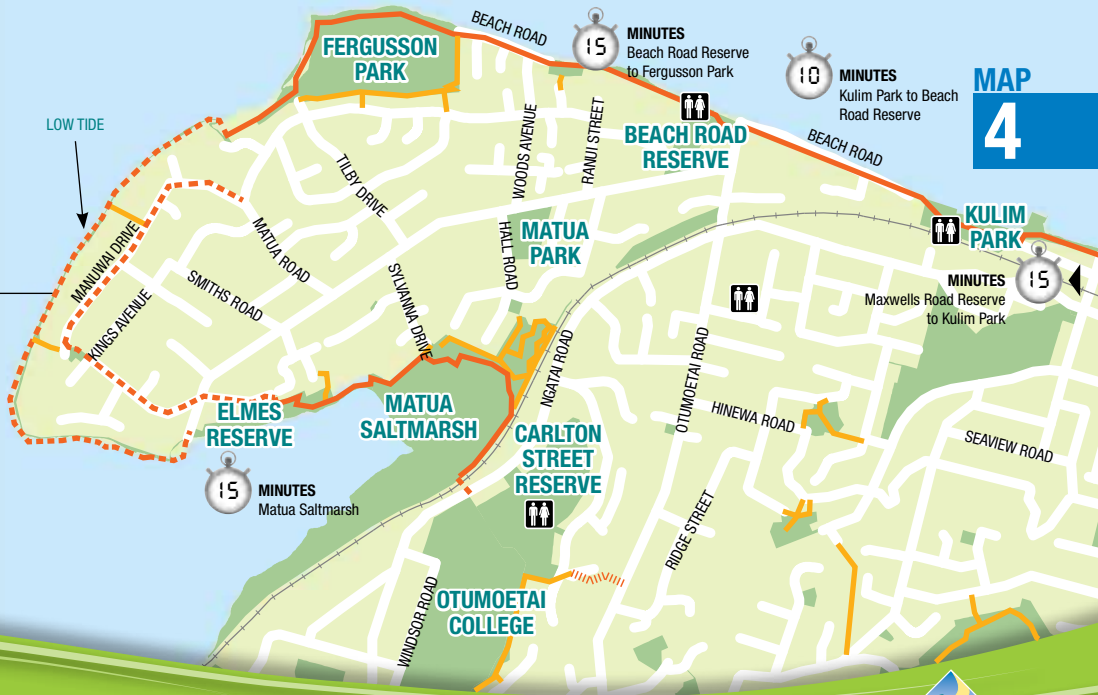 BEACH ROAD
15
MINUTES
Beach Road Reserve
to Fergusson Park
10
MINUTES
Kulim Park to Beach
Road Reserve
MAP
4
FERGUSSON
PARK
LOW TIDE
WOODS AVENUE
RANUI STREET
BEACH ROAD
RESERVE
BEACH ROAD
TILBY DRIVE
KULIM
PARK
MATUA
PARK
HALL ROAD
MANUWAI DRIVE
MATUA ROAD
SMITHS ROAD
SYLVANNA DRIVE
KINGS AVENUE
15
MINUTES
Maxwells Road Reserve
to Kulim Park
NGATAI ROAD
OTUMOETAI ROAD
HINEWA ROAD
SEAVIEW ROAD
ELMES
RESERVE
MATUA
SALTMARSH
CARLTON
STREET
RESERVE
15
MINUTES
Matua Saltmarsh
RIDGE STREET
WINDSOR ROAD
OTUMOETAI
COLLEGE